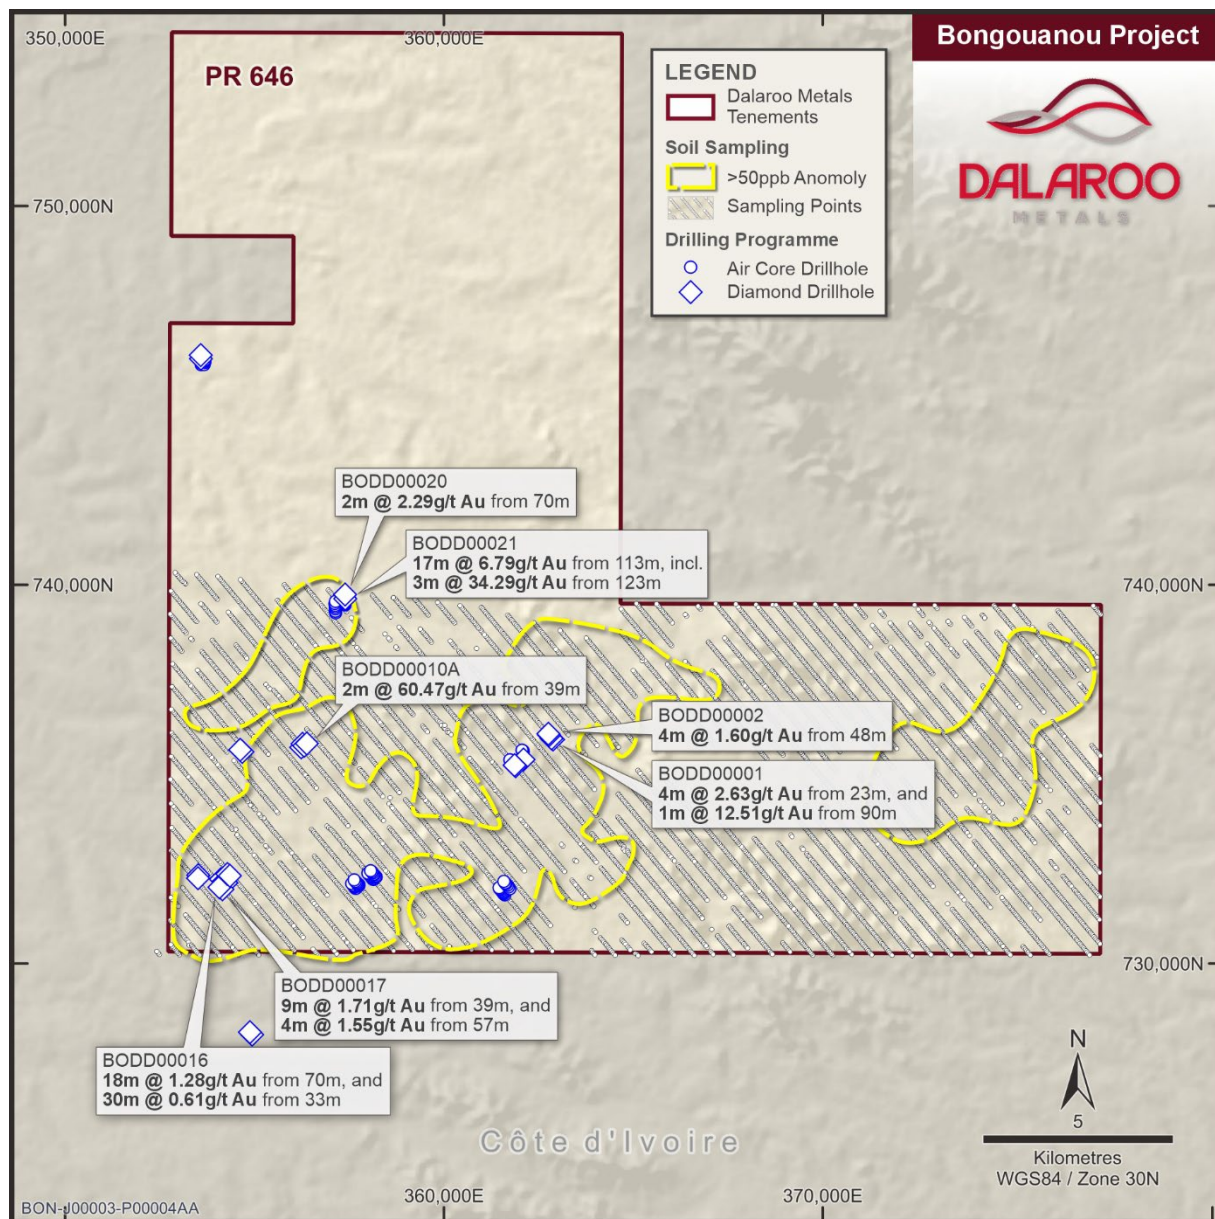 350,000E
360,000E
Bongouanou Project
PR 646
LEGEND
Dalaroo Metals
Tenements
Soil Sampling
>50ppb Anomoly
Sampling Points
Drilling Programme
Air Core Drillhole
Diamond Drillhole
DALAROO
METALS
750,000N
750,000N
BODD00020
2m @ 2.29g/t Au from 70m
BODD00021
17m @ 6.79g/t Au from 113m, incl.
3m @ 34.29g/t Au from 123m
740,000N
740,000N
BODD00010A
2m @ 60.47g/t Au from 39m
BODD00002
4m @ 1.60g/t Au from 48m
BODD00001
4m @ 2.63g/t Au from 23m, and
1m @ 12.51g/t Au from 90m
730,000N
BODD00017
9m @ 1.71g/t Au from 39m, and
4m @ 1.55g/t Au from 57m
BODD00016
18m @ 1.28g/t Au from 70m, and
30m @ 0.61g/t Au from 33m
N
5
Kilometres
WGS84 / Zone 30N
Côte d'Ivoire
360,000E
370,000E
BON-J00003-P00004AA